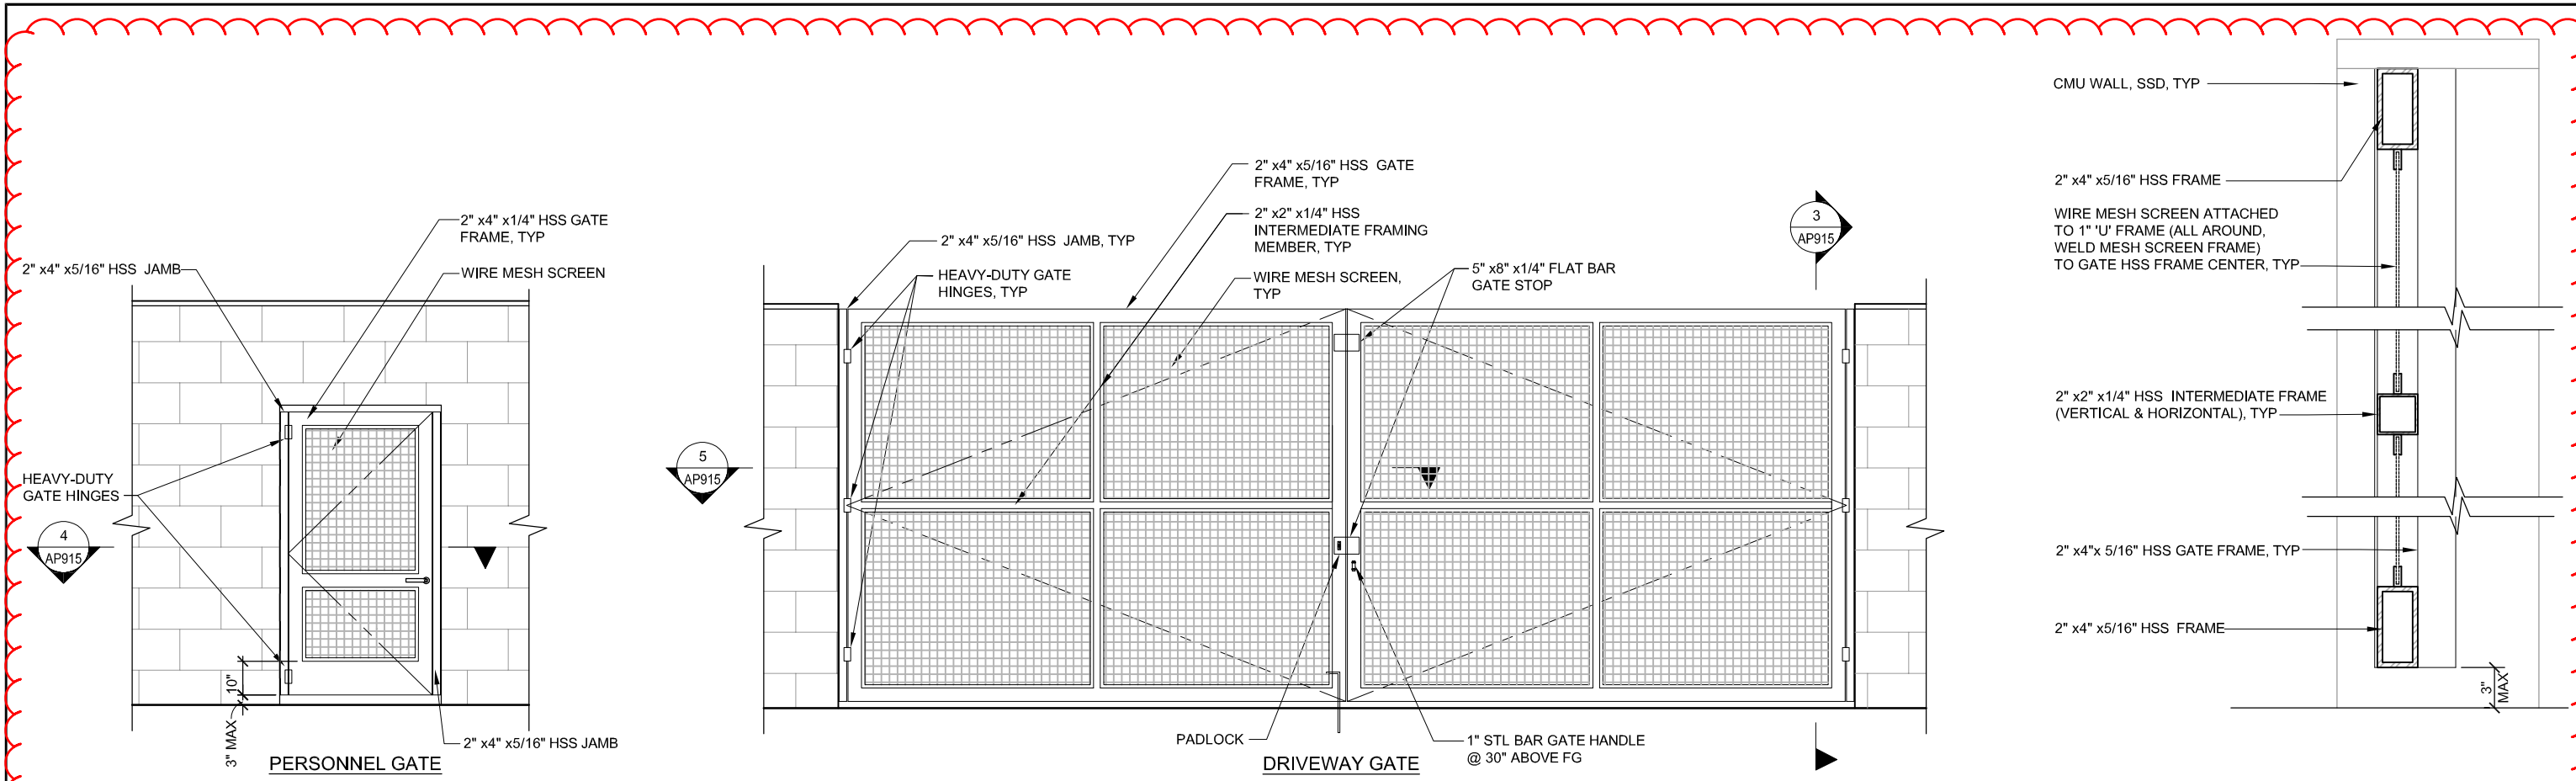 2" x4" x1/4" HSS GATE
FRAME, TYP
2" x4" x5/16" HSS JAMB
WIRE MESH SCREEN
HEAVY-DUTY
GATE HINGES
4
AP915
10"
3" MAX
2" x4" x5/16" HSS JAMB
PERSONNEL GATE
2" x4" x5/16" HSS GATE
FRAME, TYP
2" x2" x1/4" HSS
INTERMEDIATE FRAMING
MEMBER, TYP
2" x4" x5/16" HSS JAMB, TYP
HEAVY-DUTY GATE
HINGES, TYP
WIRE MESH SCREEN,
TYP
5" x8" x1/4" FLAT BAR
GATE STOP
3
AP915
5
AP915
PADLOCK
1" STL BAR GATE HANDLE
@ 30" ABOVE FG
DRIVEWAY GATE
CMU WALL, SSD, TYP
2" x4" x5/16" HSS FRAME
WIRE MESH SCREEN ATTACHED
TO 1" 'U' FRAME (ALL AROUND,
WELD MESH SCREEN FRAME)
TO GATE HSS FRAME CENTER, TYP
2" x2" x1/4" HSS INTERMEDIATE FRAME
(VERTICAL & HORIZONTAL), TYP
2" x4"x 5/16" HSS GATE FRAME, TYP
2" x4" x5/16" HSS FRAME
3"
MAX